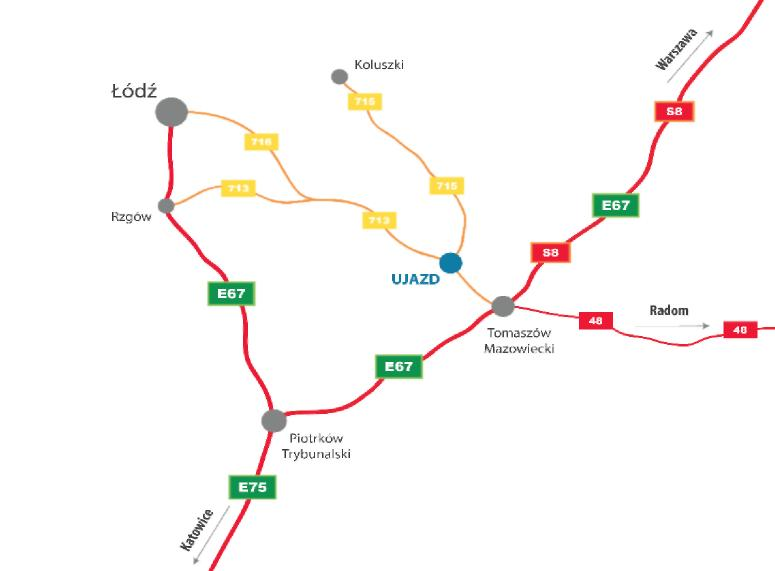 Warszawa
Koluszki
Łódź
715
S8
716
713
715
E67
Rzgów
713
S8
UJAZD
E67
Radom
48
48
Tomaszów
Mazowiecki
E67
Piotrków
Trybunalski
E75
Katowice